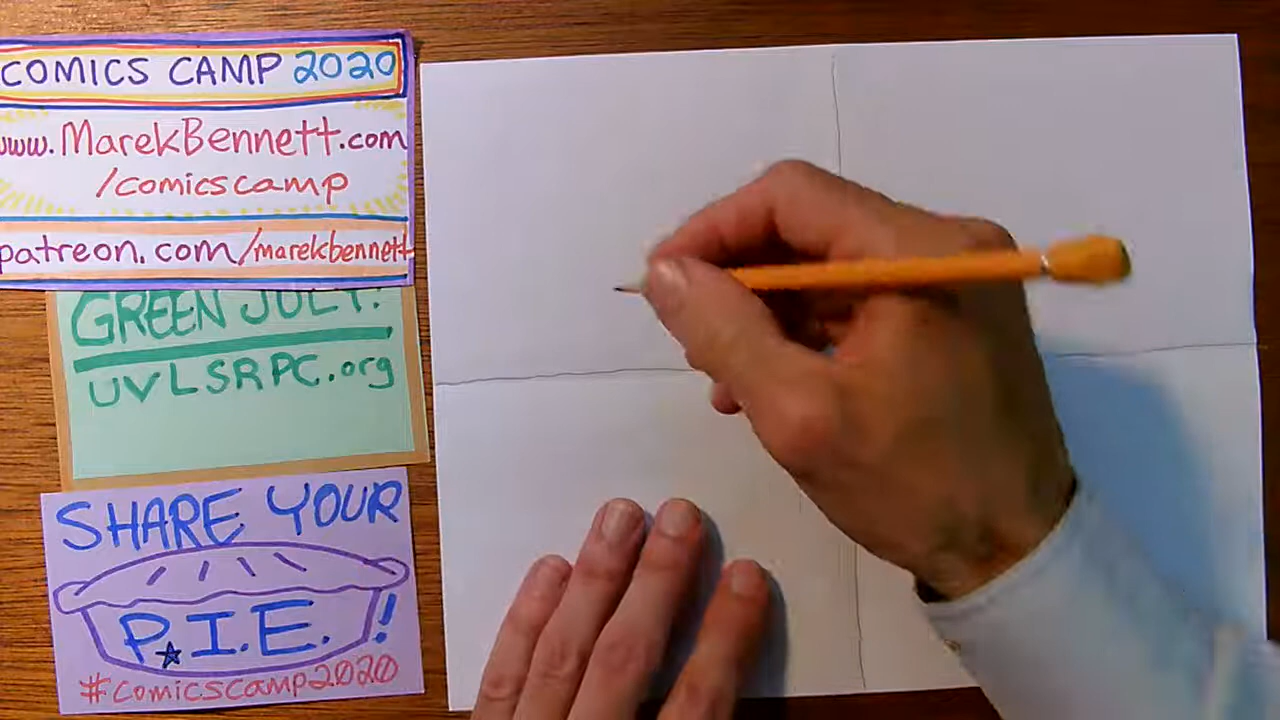 COMICS CAMP 2020
www.MarekBennett.com
/comicscamp
patreon.com/marekbennett
GREEN JULY!
UVLSRPC.org
SHARE YOUR
P.I.E. !
#comicscamp2020